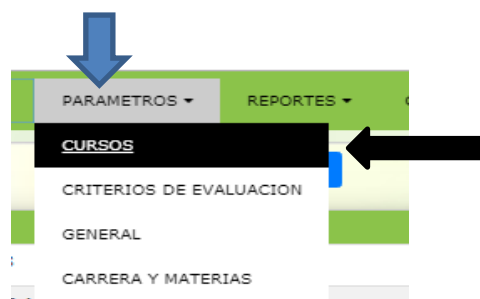 PARAMETROS REPORTES
CURSOS
CRITERIOS DE EVALUACION
GENERAL
CARRERA Y MATERIAS